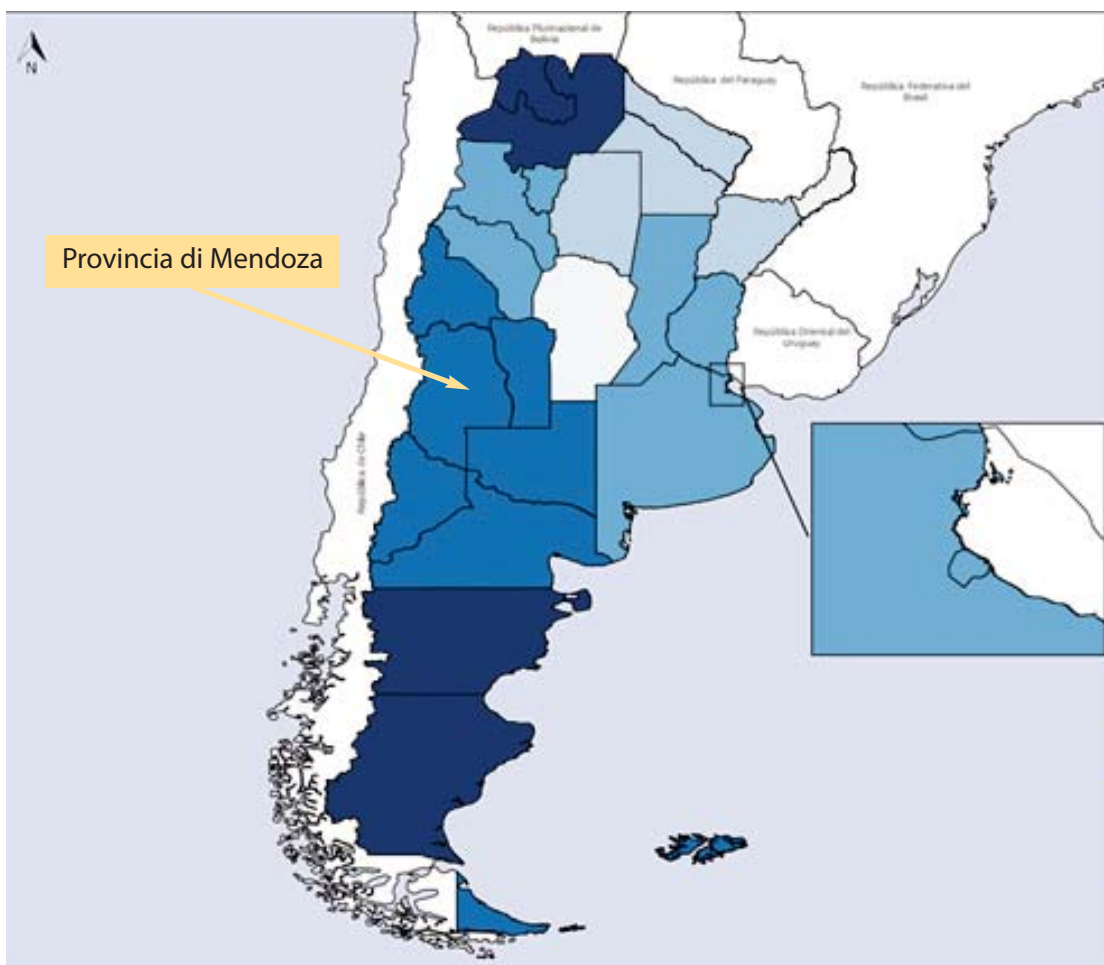 República Plurinacional de
Bolivia
N
República del Paraguay
República Federativa del
Brasil
Provincia di Mendoza
República Oriental del
Uruguay
República de Chile